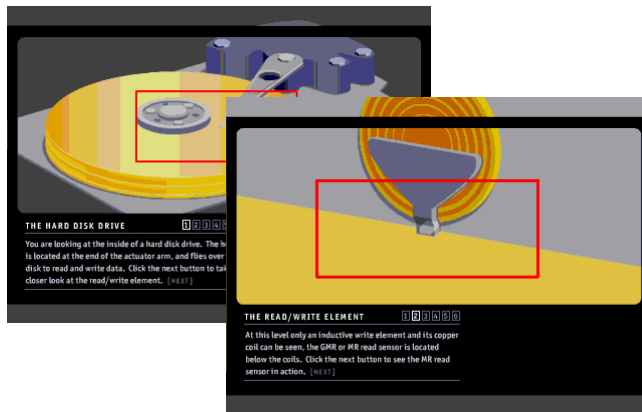 THE HARD DISK DRIVE
1 2 3 4
You are looking at the inside of a hard disk drive. The
is located at the end of the actuator arm, and flies over
disk to read and write data. Click the next button to
closer look at the read/write element. [NEXT]
THE READ/WRITE ELEMENT
1 2 3 4 5 6
At this level only an inductive write element and its copper
coil can be seen, the GMR or MR read sensor is located
below the coils. Click the next button to see the MR read
sensor in action. [NEXT]